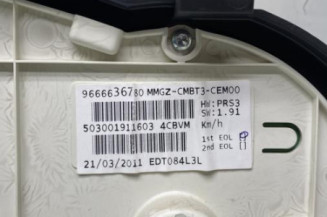 9666636780 MMGZ-CMBT3-CEM00
HW:PRS3
SW:1.91
503001911603 4CBVM
Km/h
1st EOL
2nd EOL []
21/03/2011 EDT084L3L